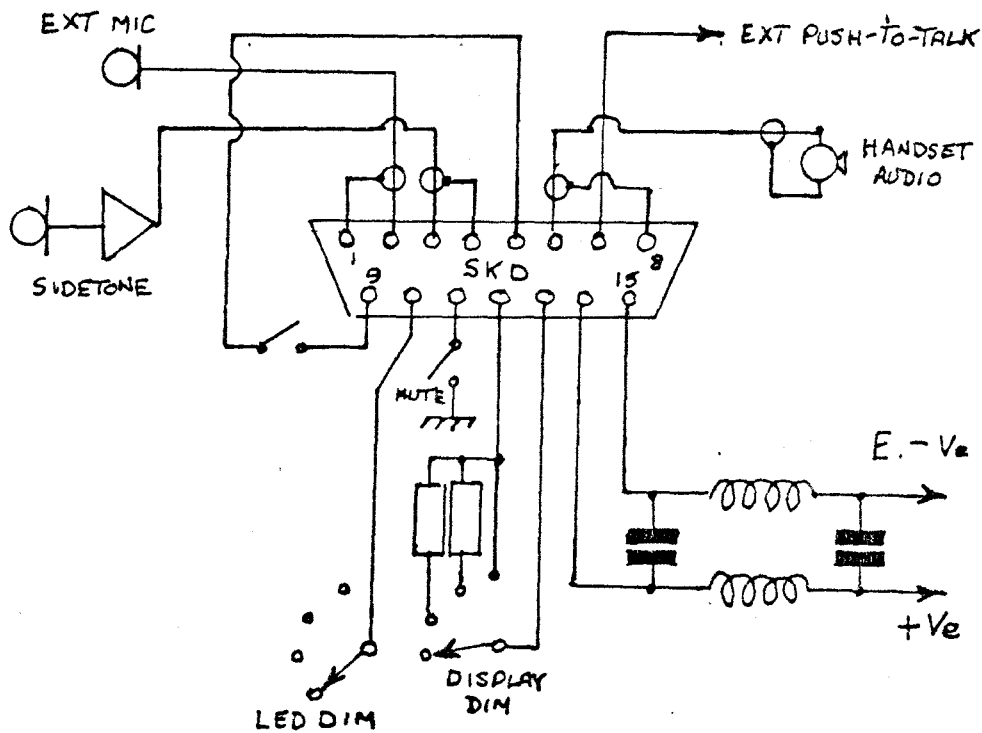 EXT MIC
EXT PUSH-TO-TALK
HANDSET
AUDIO
SIDETONE
1
8
SKD
9
15
MUTE
E. -Ve
+Ve
DISPLAY
DIM
LED DIM